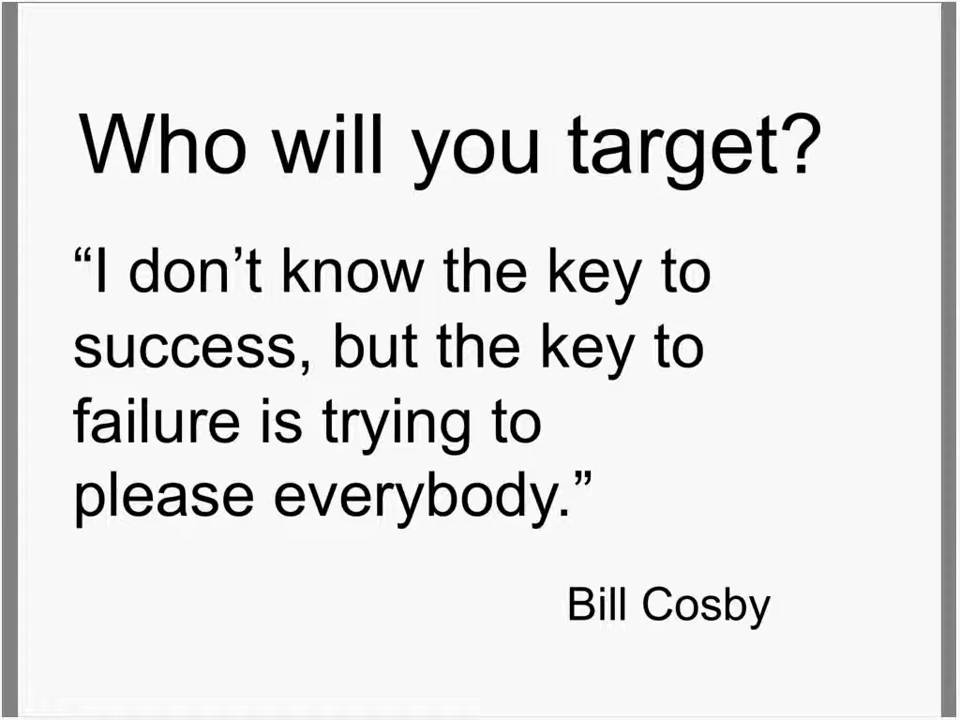 Who will you target?
“I don’t know the key to
success, but the key to
failure is trying to
please everybody.”
Bill Cosby